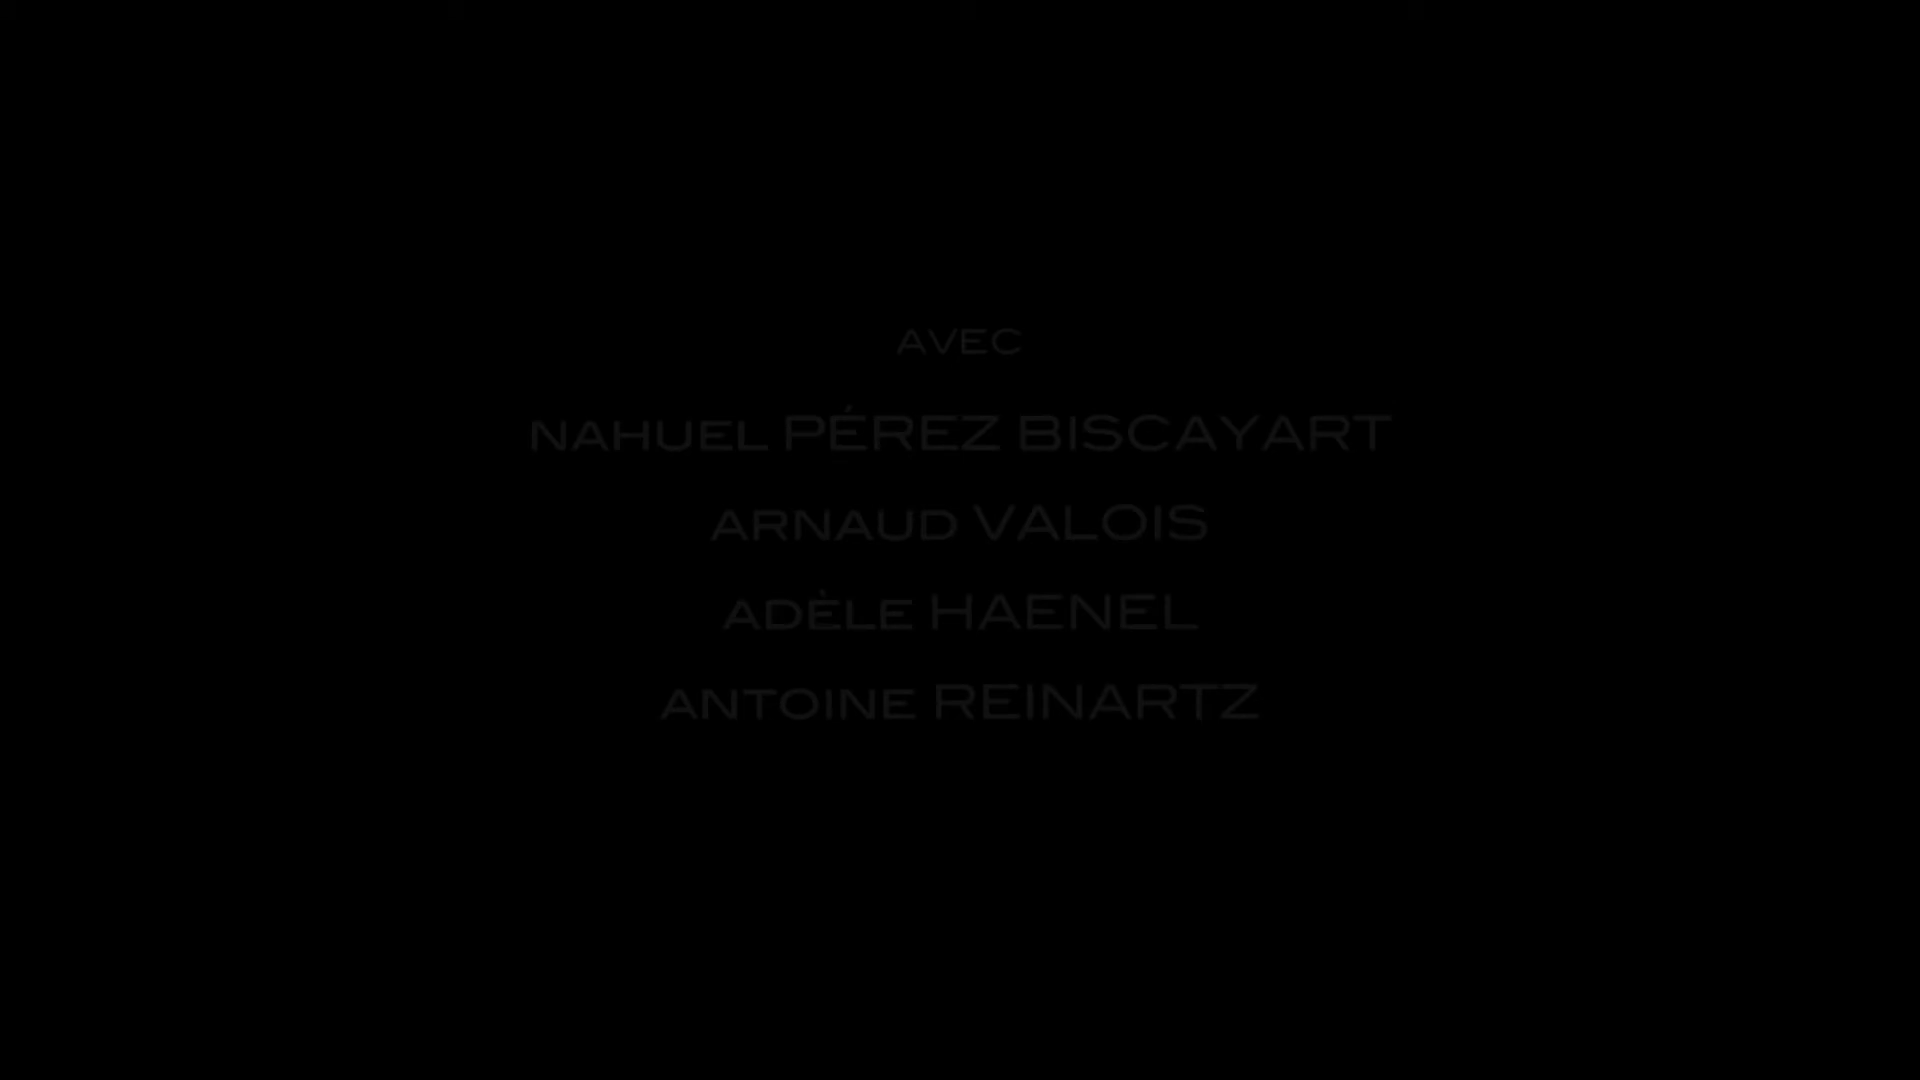 AVEC
NAHUEL PÉREZ BISCAYART
ARNAUD VALOIS
ADÈLE HAENEL
ANTOINE REINARTZ